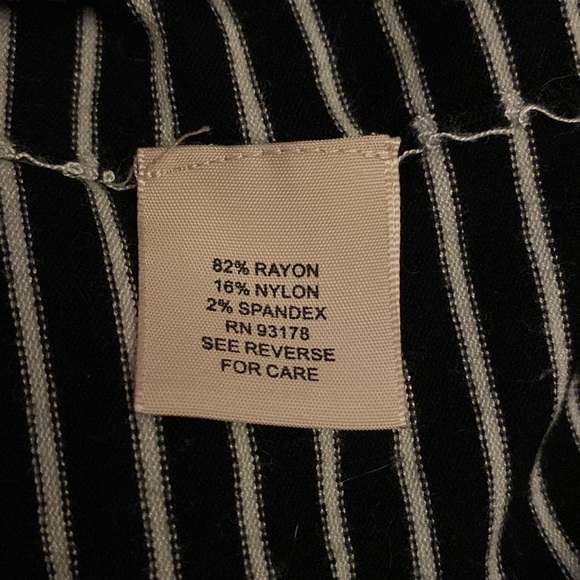 82% RAYON
16% NYLON
2% SPANDEX
RN 93178
SEE REVERSE
FOR CARE